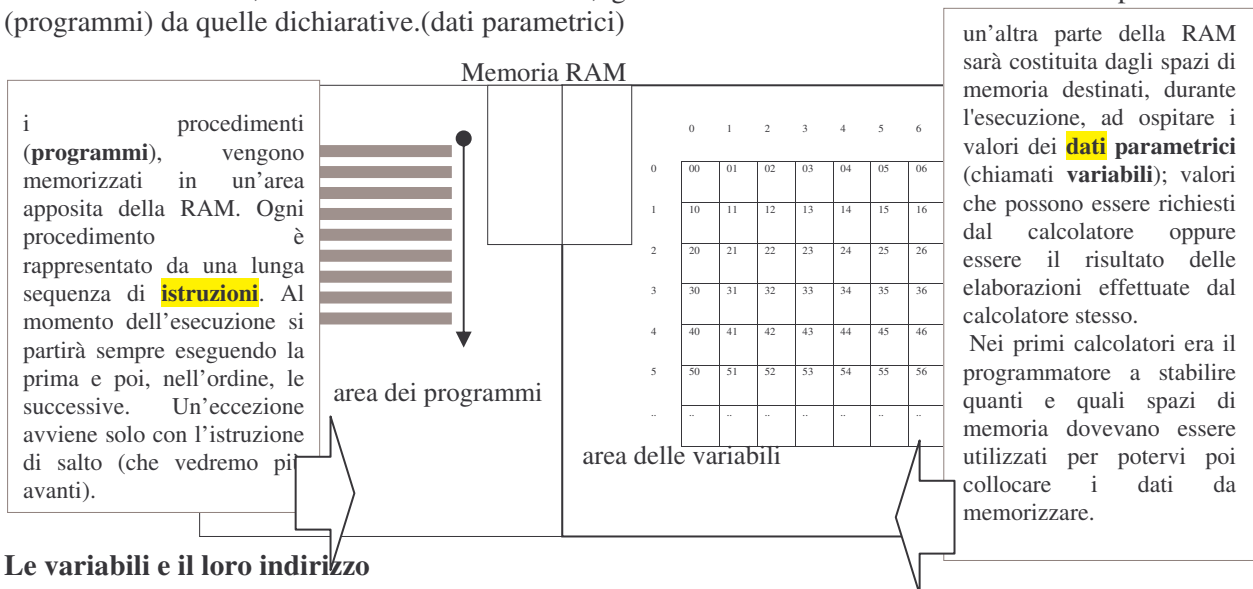 (programmi) da quelle dichiarative.(dati parametrici)
Memoria RAM
i procedimenti
(programmi), vengono
memorizzati in un'area
apposita della RAM. Ogni
procedimento è
rappresentato da una lunga
sequenza di istruzioni. Al
momento dell'esecuzione si
partirà sempre eseguendo la
prima e poi, nell'ordine, le
successive. Un'eccezione
avviene solo con l'istruzione
di salto (che vedremo più
avanti).
area dei programmi
0 1 2 3 4 5 6
0 00 01 02 03 04 05 06
1 10 11 12 13 14 15 16
2 20 21 22 23 24 25 26
3 30 31 32 33 34 35 36
4 40 41 42 43 44 45 46
5 50 51 52 53 54 55 56
.. .. .. .. .. .. .. ..
area delle variabili
un'altra parte della RAM
sarà costituita dagli spazi di
memoria destinati, durante
l'esecuzione, ad ospitare i
valori dei dati parametrici
(chiamati variabili); valori
che possono essere richiesti
dal calcolatore oppure
essere il risultato delle
elaborazioni effettuate dal
calcolatore stesso.
Nei primi calcolatori era il
programmatore a stabilire
quanti e quali spazi di
memoria dovevano essere
utilizzati per potervi poi
collocare i dati da
memorizzare.
Le variabili e il loro indirizzo